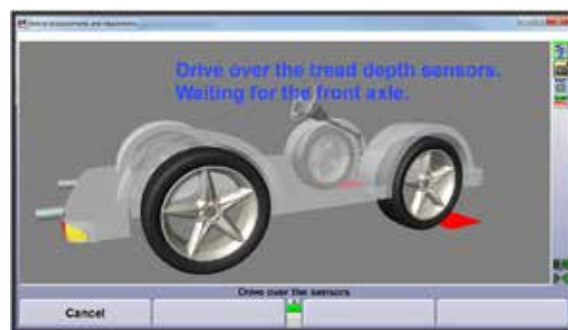 Drive over the tread depth sensors.
Waiting for the front axle.
Drive over the sensors
Cancel